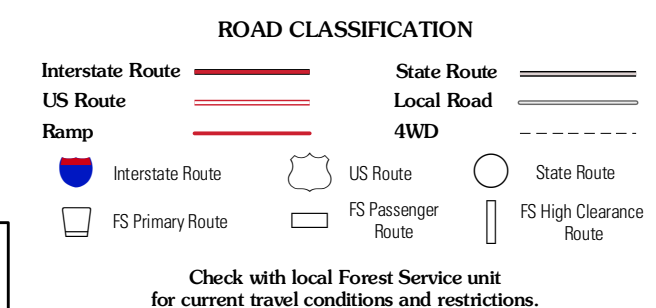 ROAD CLASSIFICATION
Interstate Route
State Route
US Route
Local Road
Ramp
4WD
Interstate Route
US Route
State Route
FS Primary Route
FS Passenger
Route
FS High Clearance
Route
Check with local Forest Service unit
for current travel conditions and restrictions.